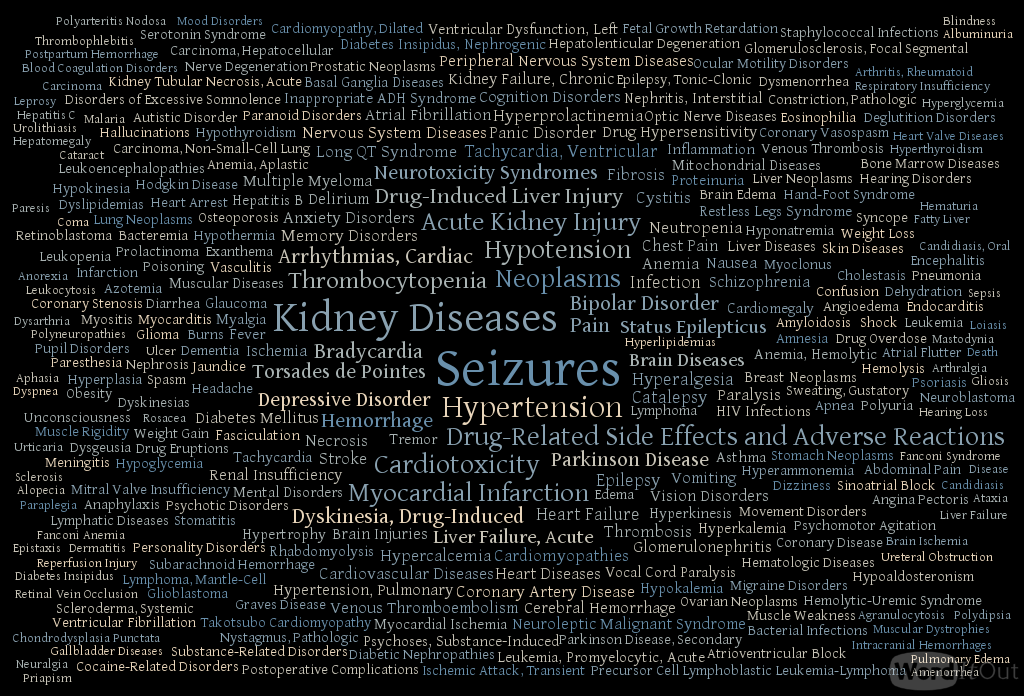 Polyarteritis Nodosa Mood Disorders Cardiomyopathy, Dilated Ventricular Dysfunction, Left Fetal Growth Retardation Staphylococcal Infections Blindness
Thrombophlebitis Serotonin Syndrome Diabetes Insipidus, Nephrogenic Hepatolenticular Degeneration Albuminuria
Postpartum Hemorrhage Carcinoma, Hepatocellular Glomerulosclerosis, Focal Segmental
Blood Coagulation Disorders Nerve Degeneration Prostatic Neoplasms Peripheral Nervous System Diseases Ocular Motility Disorders
Carcinoma Kidney Tubular Necrosis, Acute Basal Ganglia Diseases Kidney Failure, Chronic Epilepsy, Tonic-Clonic Dysmenorrhea Arthritis, Rheumatoid
Respiratory Insufficiency
Leprosy Disorders of Excessive Somnolence Inappropriate ADH Syndrome Cognition Disorders Nephritis, Interstitial Constriction, Pathologic Hyperglycemia
Hepatitis C Malaria Autistic Disorder Paranoid Disorders Atrial Fibrillation Hyperprolactinemia Optic Nerve Diseases Eosinophilia Deglutition Disorders
Urolithiasis Hallucinations Hypothyroidism Nervous System Diseases Panic Disorder Drug Hypersensitivity Coronary Vasospasm Heart Valve Diseases
Hepatomegaly Carcinoma, Non-Small-Cell Lung Long QT Syndrome Tachycardia, Ventricular Inflammation Venous Thrombosis Hyperthyroidism
Cataract Leukoencephalopathies Anemia, Aplastic Neurotoxicity Syndromes Fibrosis Mitochondrial Diseases Bone Marrow Diseases
Hypokinesia Hodgkin Disease Multiple Myeloma Proteinuria Liver Neoplasms Hearing Disorders
Dyslipidemias Heart Arrest Hepatitis B Delirium Drug-Induced Liver Injury Cystitis Brain Edema Hand-Foot Syndrome
Paresis Coma Lung Neoplasms Osteoporosis Anxiety Disorders Acute Kidney Injury Restless Legs Syndrome Syncope Hematuria
Fatty Liver
Retinoblastoma Bacteremia Hypothermia Memory Disorders Neutropenia Hyponatremia Weight Loss
Leukopenia Prolactinoma Exanthema Arrhythmias, Cardiac Hypotension Chest Pain Liver Diseases Skin Diseases Candidiasis, Oral
Anorexia Infarction Poisoning Vasculitis Anemia Nausea Myoclonus Encephalitis
Leukocytosis Azotemia Muscular Diseases Thrombocytopenia Neoplasms Infection Schizophrenia Cholestasis Pneumonia
Confusion Dehydration Sepsis
Coronary Stenosis Diarrhea Glaucoma Kidney Diseases Bipolar Disorder Cardiomegaly Angioedema Endocarditis
Dysarthria Myositis Myocarditis Myalgia Pain Status Epilepticus Amyloidosis Shock Leukemia Loiasis
Polyneuropathies Glioma Burns Fever Hyperlipidemias Amnesia Drug Overdose Mastodynia
Pupil Disorders Ulcer Dementia Ischemia Bradycardia Seizures Brain Diseases Anemia, Hemolytic Atrial Flutter Death
Paresthesia Nephrosis Jaundice Torsades de Pointes Hemolysis Arthralgia
Aphasia Hyperplasia Spasm Headache Hyperalgesia Breast Neoplasms Psoriasis Gliosis
Dyspnea Obesity Dyskinesias Depressive Disorder Hypertension Catalepsy Paralysis Sweating, Gustatory Neuroblastoma
Unconsciousness Rosacea Diabetes Mellitus Hemorrhage Lymphoma HIV Infections Apnea Polyuria Hearing Loss
Muscle Rigidity Weight Gain Fasciculation Necrosis Tremor Drug-Related Side Effects and Adverse Reactions
Urticaria Dysgeusia Drug Eruptions Tachycardia Stroke Cardiotoxicity Parkinson Disease Asthma Stomach Neoplasms Fanconi Syndrome
Meningitis Hypoglycemia Hyperammonemia Abdominal Pain Disease
Sclerosis Renal Insufficiency Epilepsy Vomiting Dizziness Sinoatrial Block Candidiasis
Alopecia Mitral Valve Insufficiency Mental Disorders Myocardial Infarction Edema Vision Disorders Angina Pectoris Ataxia
Paraplegia Anaphylaxis Psychotic Disorders Dyskinesia, Drug-Induced Heart Failure Hyperkinesis Movement Disorders Liver Failure
Lymphatic Diseases Stomatitis Thrombosis Hyperkalemia Psychomotor Agitation
Fanconi Anemia Hypertrophy Brain Injuries Liver Failure, Acute Coronary Disease Brain Ischemia
Epistaxis Dermatitis Personality Disorders Rhabdomyolysis Hypercalcemia Cardiomyopathies Glomerulonephritis
Reperfusion Injury Subarachnoid Hemorrhage Hematologic Diseases Ureteral Obstruction
Diabetes Insipidus Lymphoma, Mantle-Cell Cardiovascular Diseases Heart Diseases Vocal Cord Paralysis Hypoaldosteronism
Retinal Vein Occlusion Glioblastoma Hypertension, Pulmonary Coronary Artery Disease Hypokalemia Migraine Disorders
Scleroderma, Systemic Graves Disease Venous Thromboembolism Cerebral Hemorrhage Ovarian Neoplasms Hemolytic-Uremic Syndrome
Ventricular Fibrillation Takotsubo Cardiomyopathy Myocardial Ischemia Neuroleptic Malignant Syndrome Muscle Weakness Agranulocytosis Polydipsia
Chondrodysplasia Punctata Nystagmus, Pathologic Psychoses, Substance-Induced Parkinson Disease, Secondary Bacterial Infections Muscular Dystrophies
Gallbladder Diseases Substance-Related Disorders Diabetic Nephropathies Leukemia, Promyelocytic, Acute Atrioventricular Block Intracranial Hemorrhages
Neuralgia Cocaine-Related Disorders Postoperative Complications Ischemic Attack, Transient Precursor Cell Lymphoblastic Leukemia-Lymphoma Pulmonary Edema
Priapism Amenorrhea
WordItOut